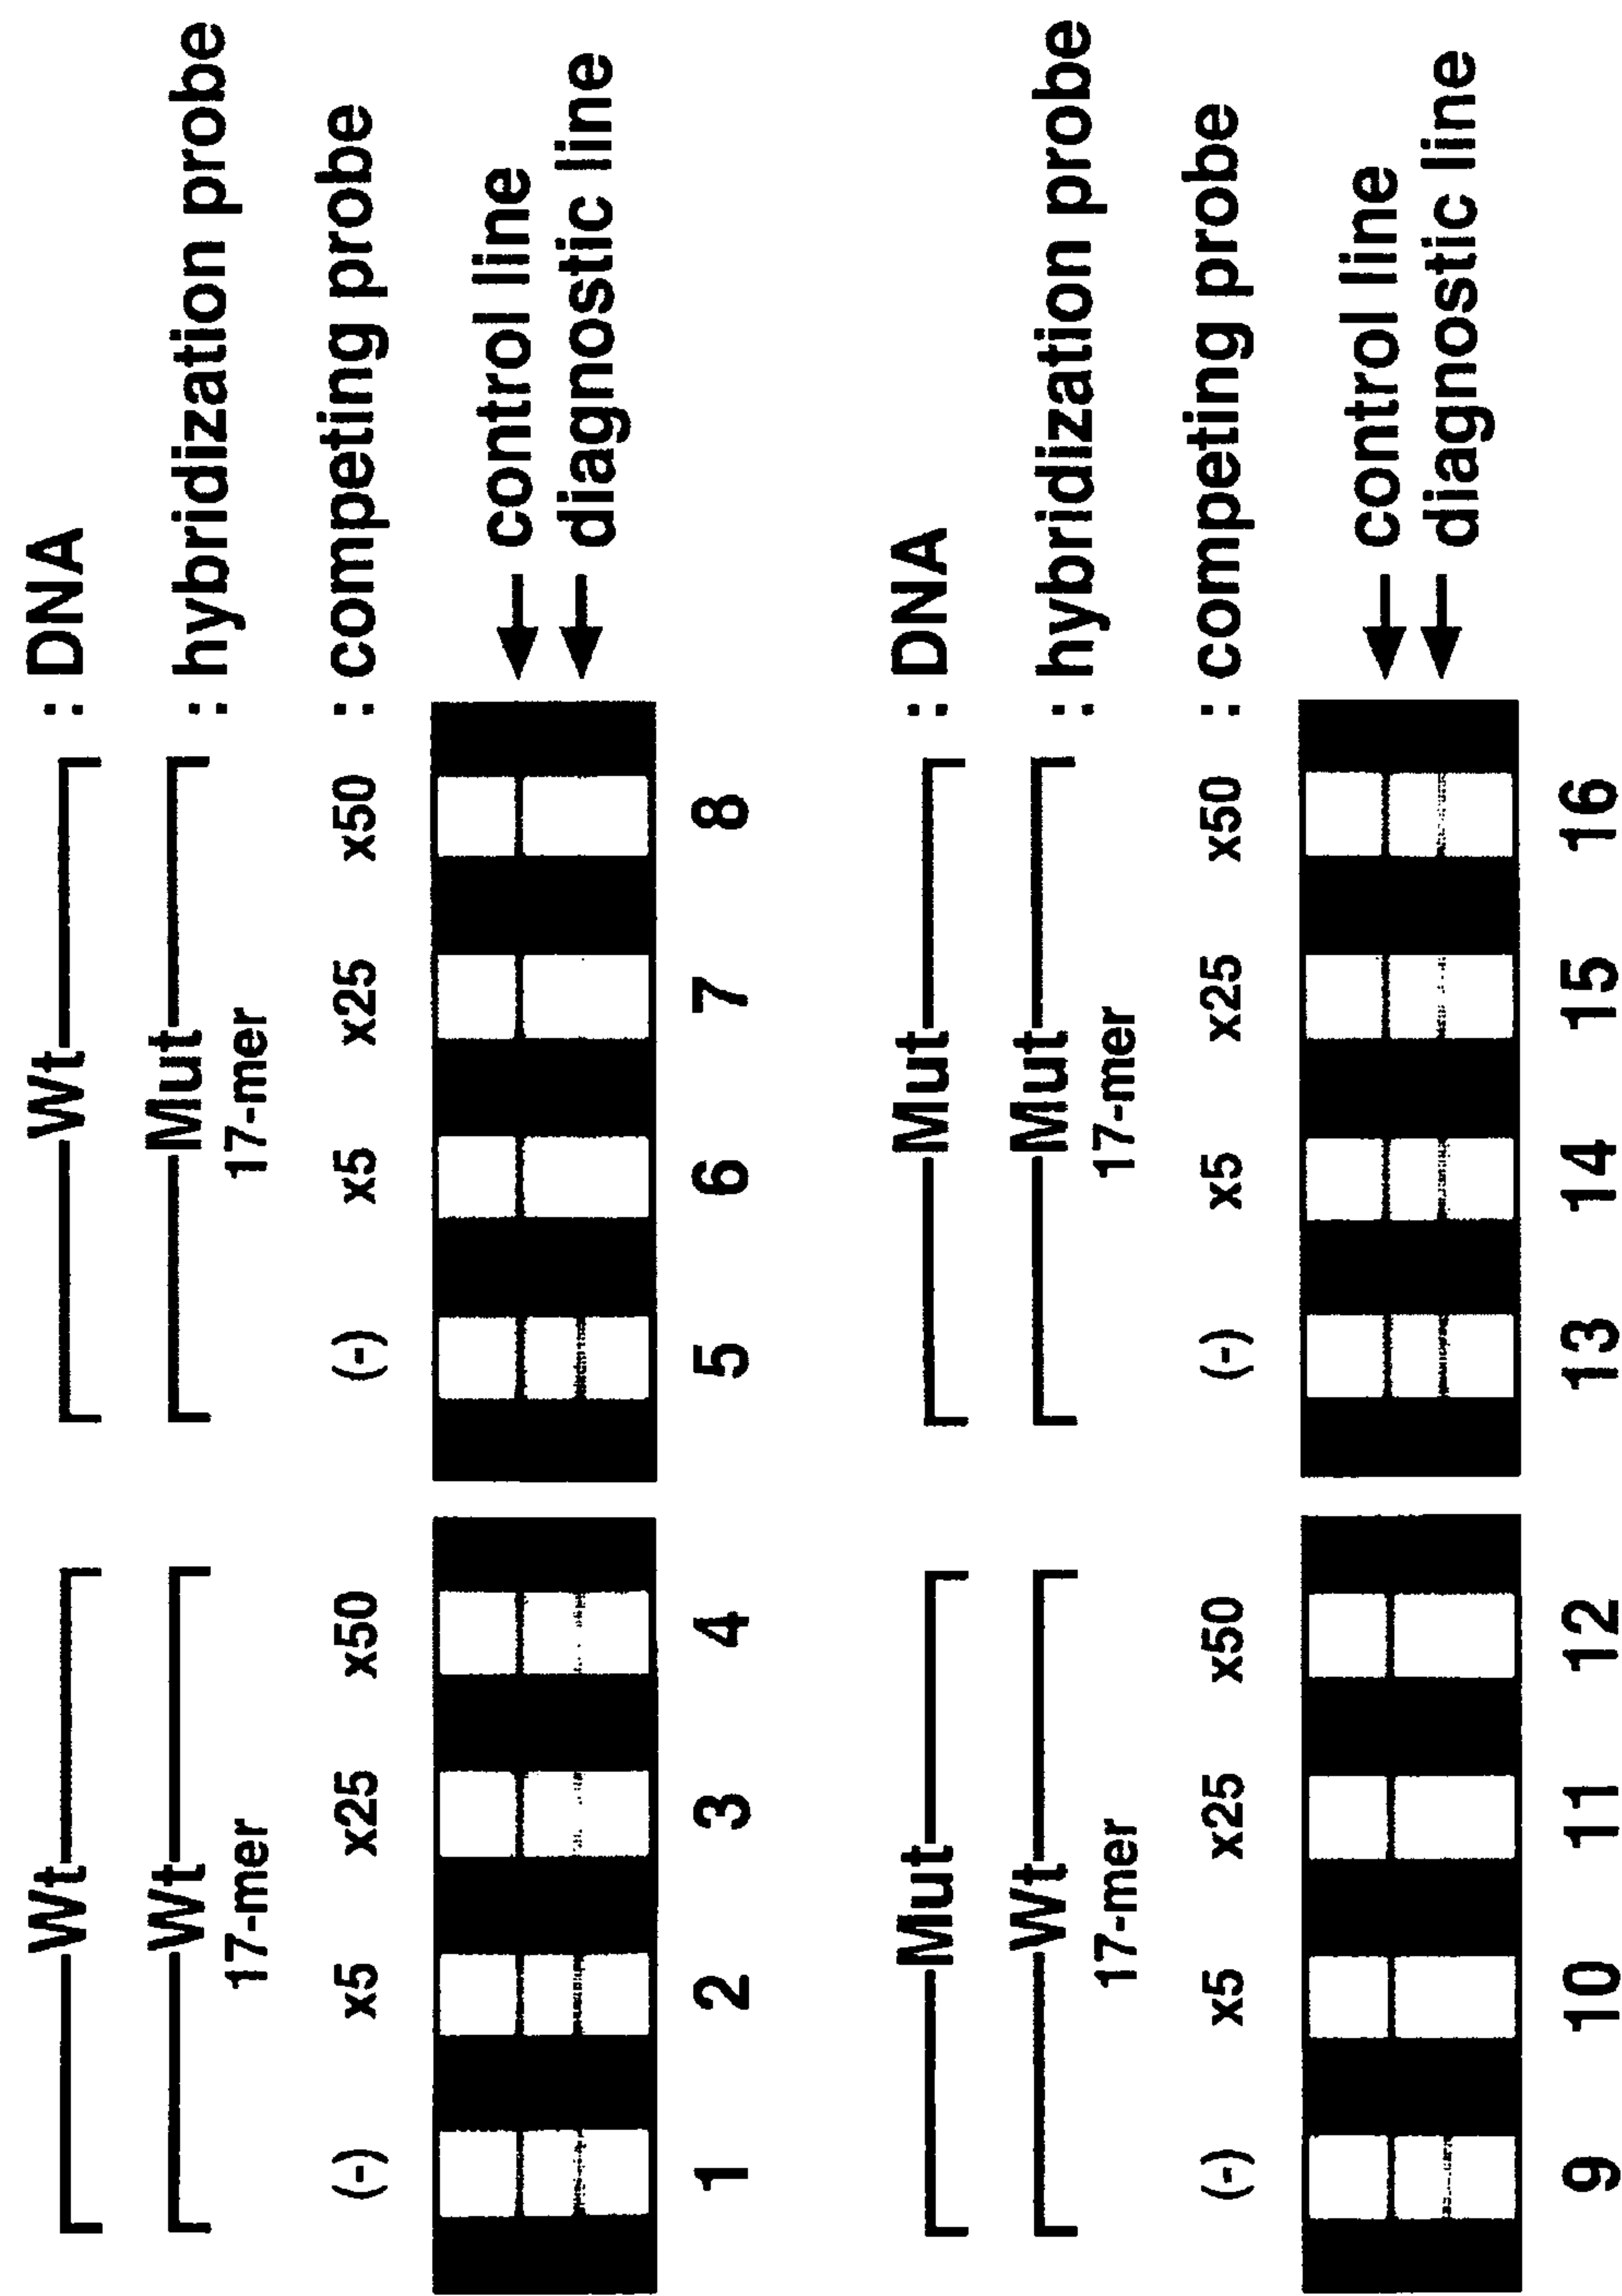 Wt Wt : DNA
Wt Mut : hybridization probe
17-mer 17-mer
(-) x5 x25 x50 (-) x5 x25 x50 : competing probe
control line
diagnostic line
1 2 3 4 5 6 7 8
Mut Mut : DNA
Wt Mut : hybridization probe
17-mer 17-mer
(-) x5 x25 x50 (-) x5 x25 x50 : competing probe
control line
diagnostic line
9 10 11 12 13 14 15 16